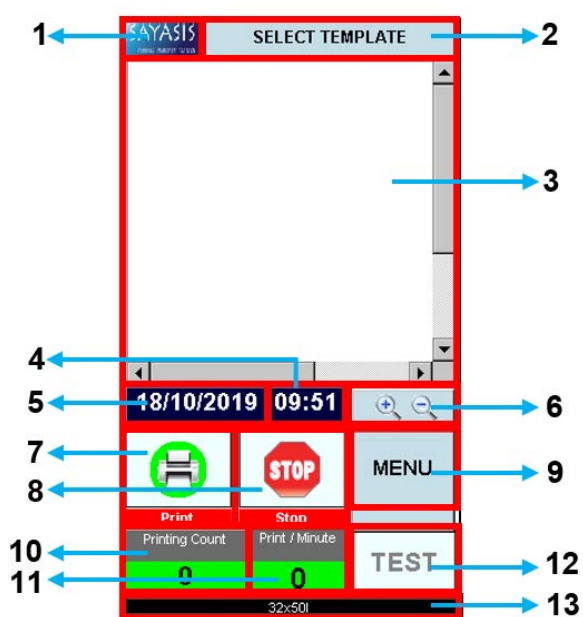 1
SAYASIS
SELECT TEMPLATE
2
3
4
5
18/10/2019
09:51
6
7
8
Print
STOP
Stop
MENU
9
10
Printing Count
0
11
Print / Minute
0
TEST
12
32x50l
13